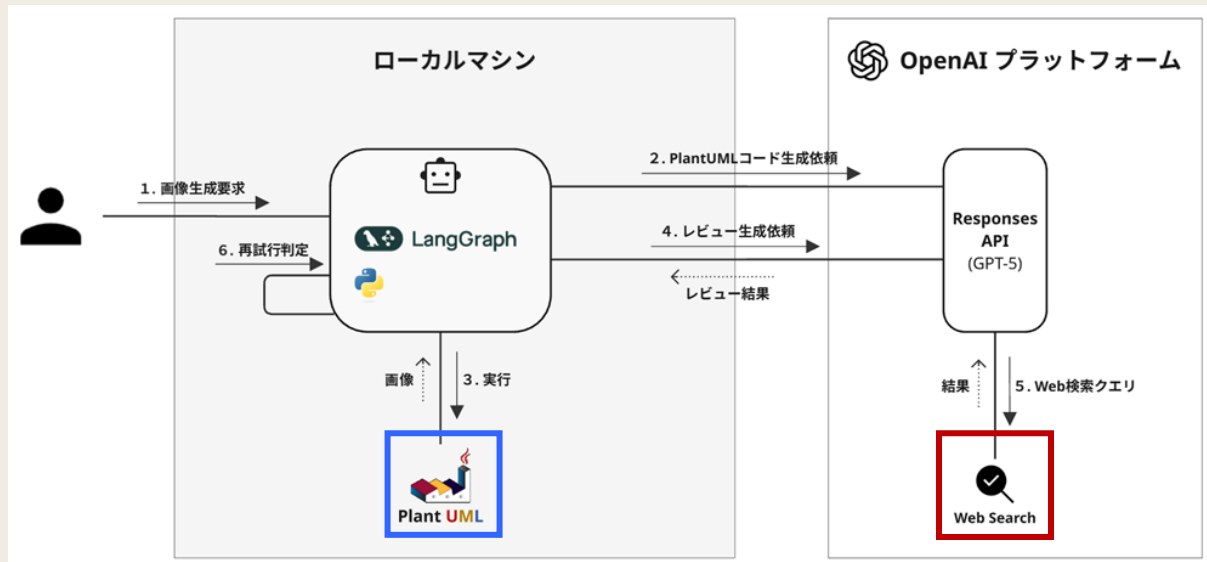 ローカルマシン
OpenAI プラットフォーム
1. 画像生成要求
2. PlantUMLコード生成依頼
LangGraph
6. 再試行判定
4. レビュー生成依頼
レビュー結果
Responses
API
(GPT-5)
画像
3. 実行
結果
5. Web検索クエリ
Plant UML
Web Search